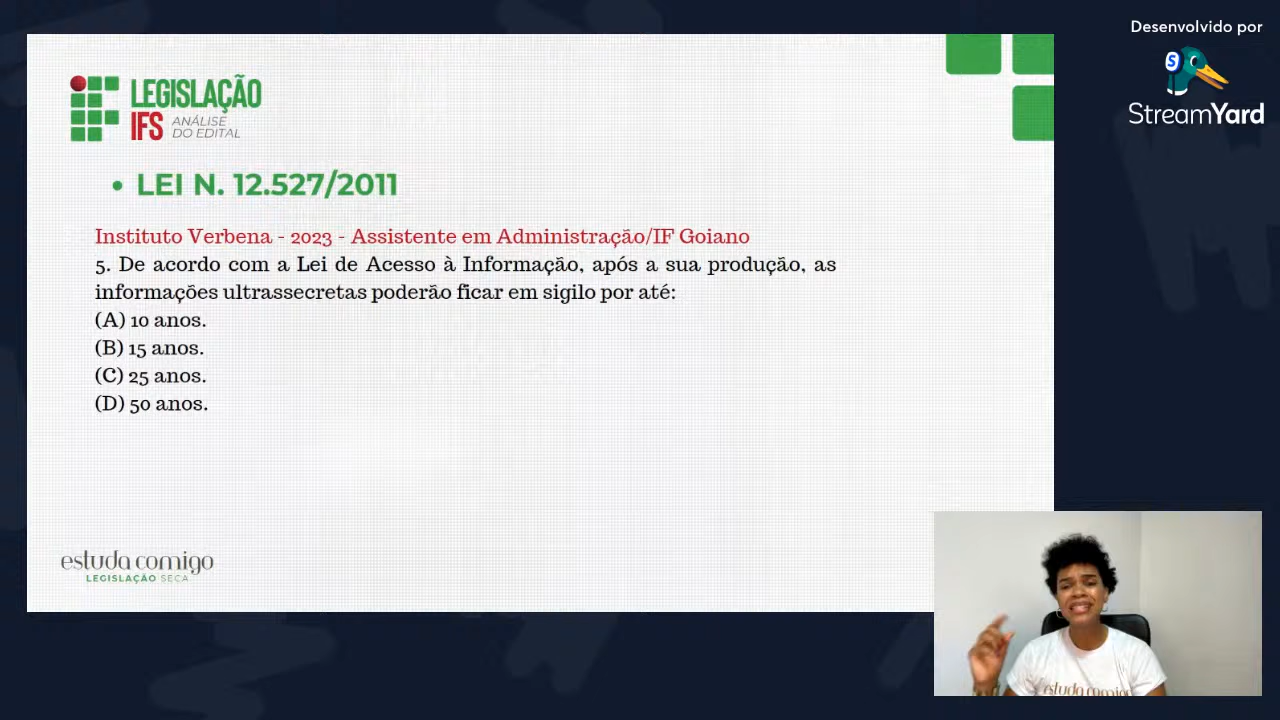 Desenvolvido por
S
StreamYard
LEGISLAÇÃO
IFS ANÁLISE
DO EDITAL
• LEI N. 12.527/2011
Instituto Verbena - 2023 - Assistente em Administração/IF Goiano
5. De acordo com a Lei de Acesso à Informação, após a sua produção, as
informações ultrassecretas poderão ficar em sigilo por até:
(A) 10 anos.
(B) 15 anos.
(C) 25 anos.
(D) 50 anos.
estuda comigo
LEGISLAÇÃO SECA
estuda comigo